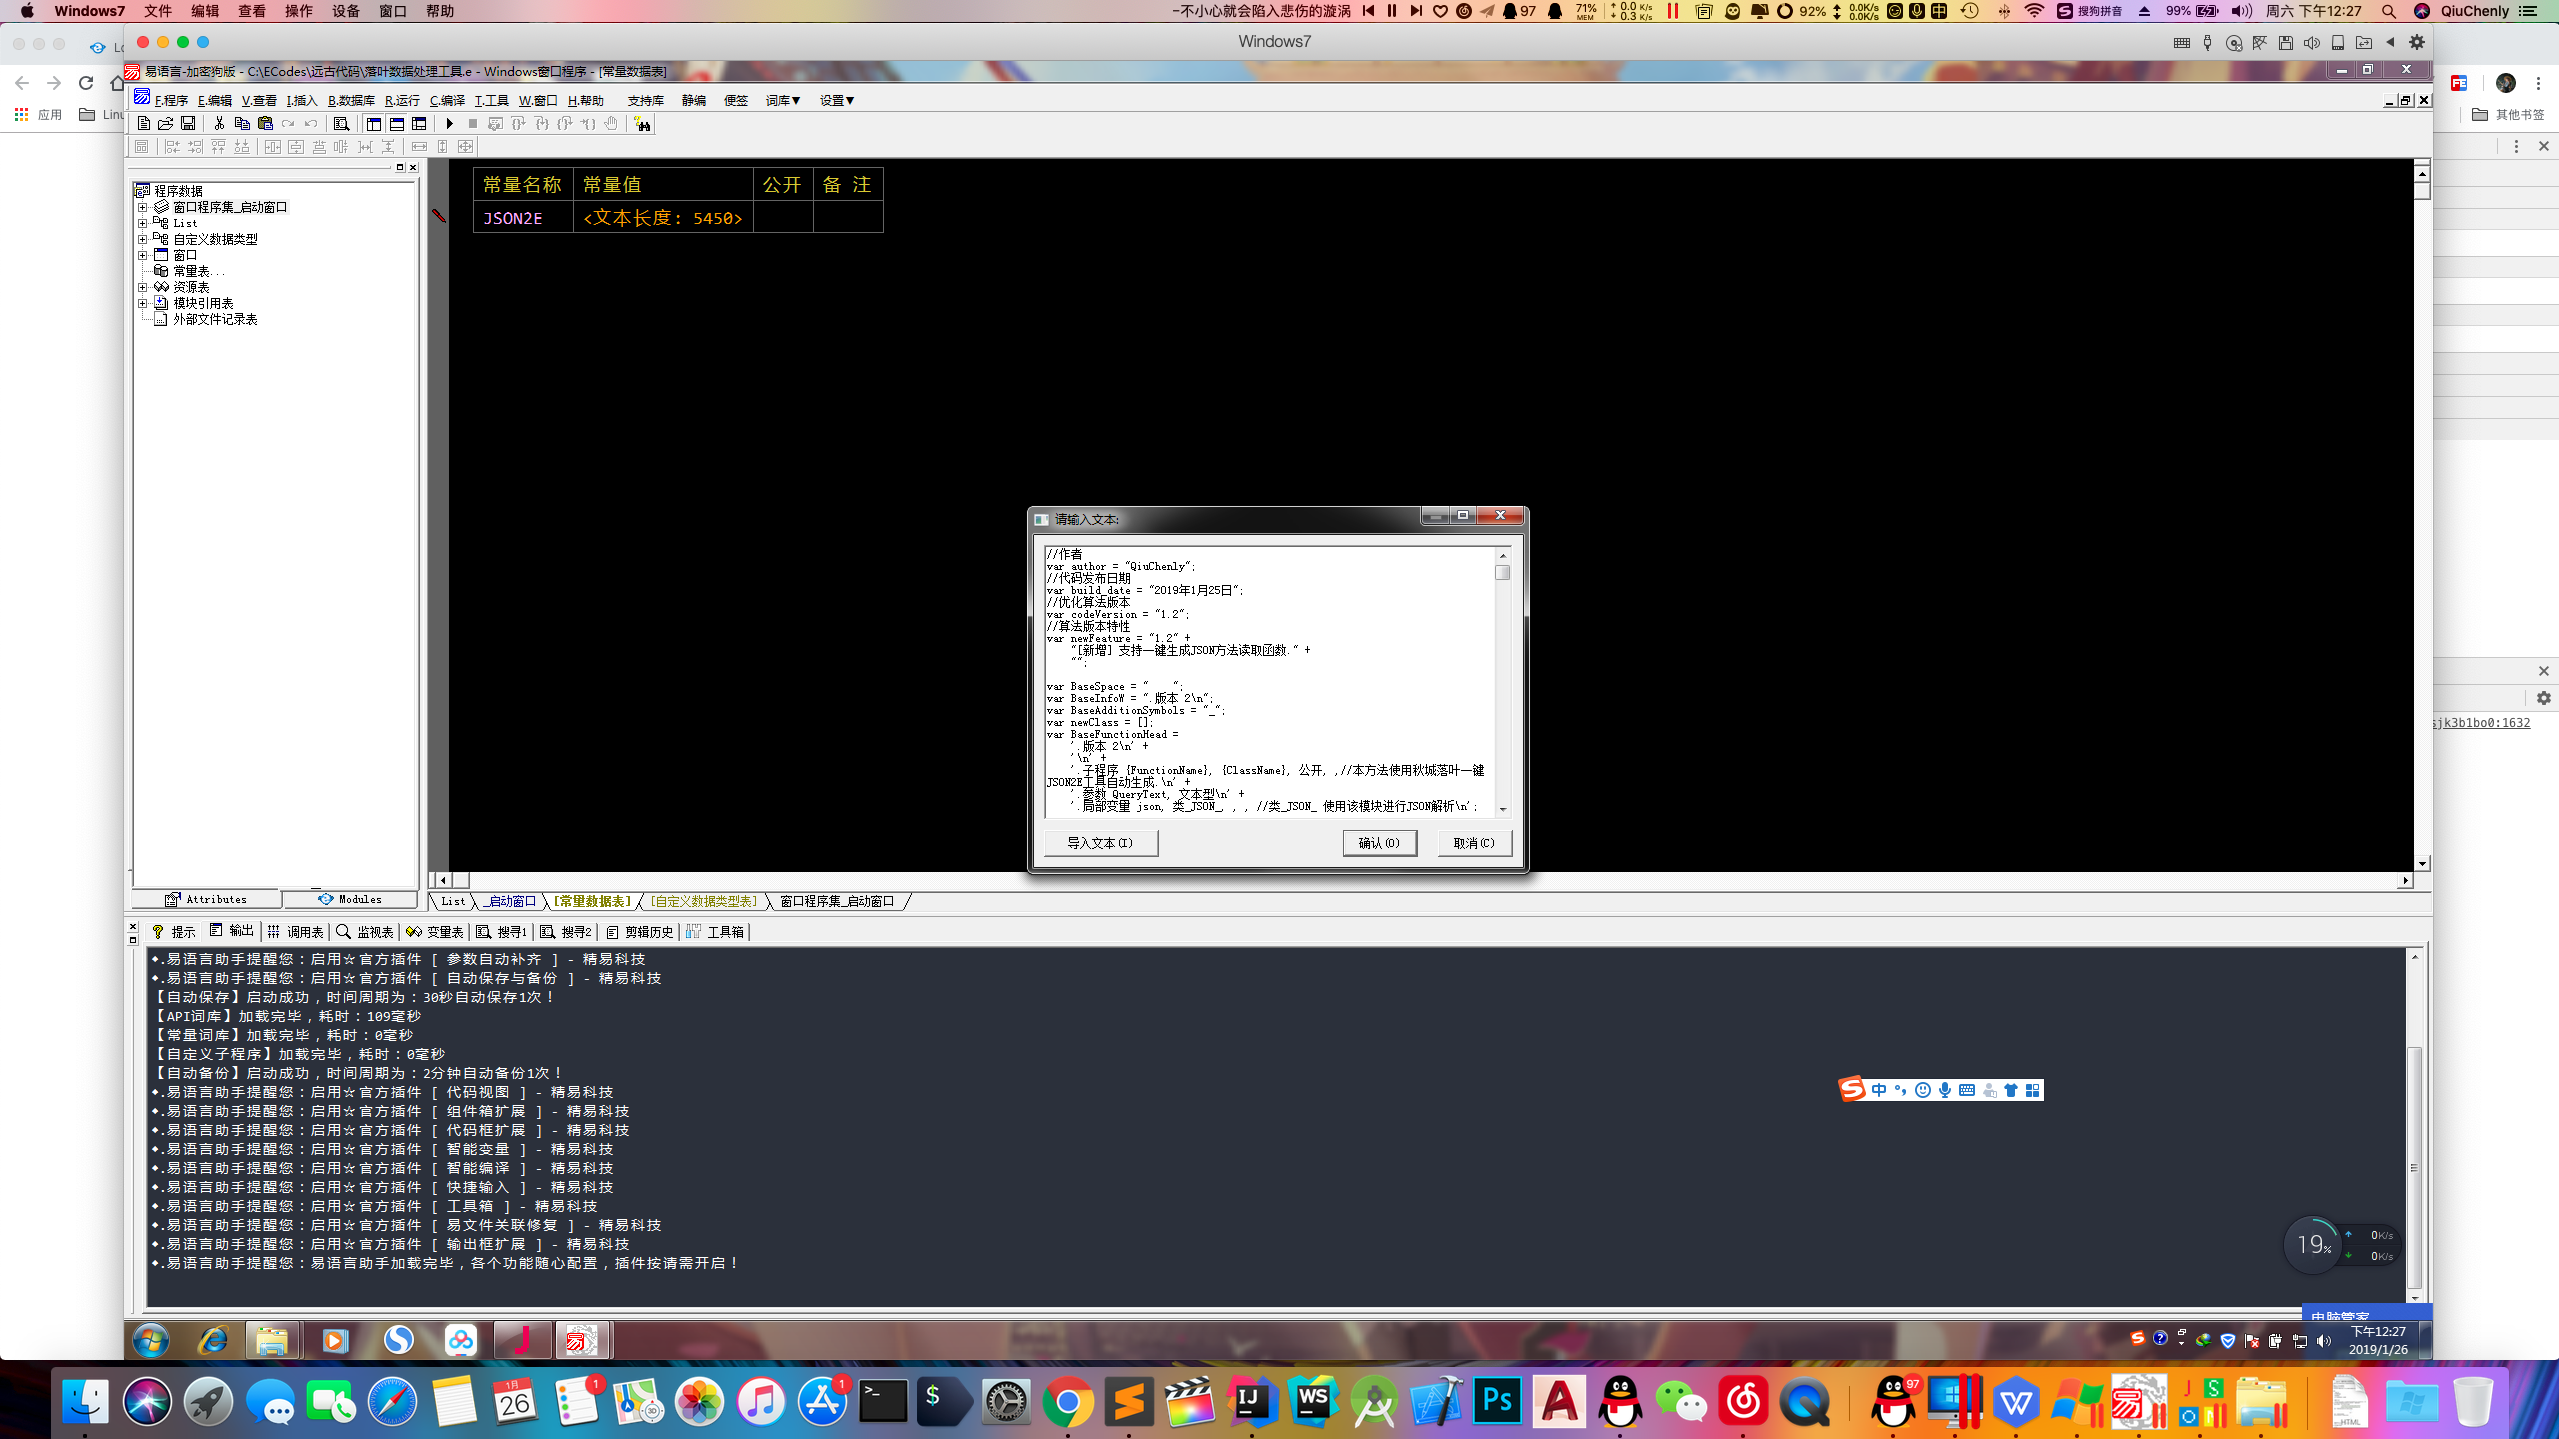 Windows7 文件 编辑 查看 操作 设备 窗口 帮助
一不小心就会陷入悲伤的漩涡 97 71% MEM 0.0 K/s 0.3 K/s 92% 0.0K/s 0.0K/s 中 搜狗拼音 99% 周六 下午12:27 QiuChenly
Windows7
易语言-加密狗版 - C:\ECodes\远古代码\落叶数据处理工具.e - Windows窗口程序 - [常量数据表]
F.程序 E.编辑 V.查看 I.插入 B.数据库 R.运行 C.编译 T.工具 W.窗口 H.帮助 支持库 静编 便签 词库▼ 设置▼
应用
其他书签
程序数据
窗口程序集_启动窗口
List
自定义数据类型
窗口
常量表...
资源表
模块引用表
外部文件记录表
常量名称 常量值 公开 备 注
JSON2E <文本长度: 5450>
请输入文本:
//作者
var author = "QiuChenly";
//代码发布日期
var build_date = "2019年1月25日";
//优化算法版本
var codeVersion = "1.2";
//算法版本特性
var newFeature = "1.2" +
"[新增] 支持一键生成JSON方法读取函数." +
"";
var BaseSpace = "    ";
var BaseInfoW = ".版本 2\n";
var BaseAdditionSymbols = "_";
var newClass = [];
var BaseFunctionHead =
'.版本 2\n' +
'\n' +
'.子程序 {FunctionName}, {ClassName}, 公开, ,//本方法使用秋城落叶一键
JSON2E工具自动生成.\n' +
'.参数 QueryText, 文本型\n' +
'.局部变量 json, 类_JSON_, , , //类_JSON_ 使用该模块进行JSON解析\n';
导入文本(I) 确认(O) 取消(C)
sjk3b1bo0:1632
Attributes Modules
List _启动窗口 [常量数据表] [自定义数据类型表] 窗口程序集_启动窗口
提示 输出 调用表 监视表 变量表 搜寻1 搜寻2 剪辑历史 工具箱
◆.易语言助手提醒您：启用☆官方插件 [ 参数自动补齐 ] - 精易科技
◆.易语言助手提醒您：启用☆官方插件 [ 自动保存与备份 ] - 精易科技
【自动保存】启动成功，时间周期为：30秒自动保存1次！
【API词库】加载完毕，耗时：109毫秒
【常量词库】加载完毕，耗时：0毫秒
【自定义子程序】加载完毕，耗时：0毫秒
【自动备份】启动成功，时间周期为：2分钟自动备份1次！
◆.易语言助手提醒您：启用☆官方插件 [ 代码视图 ] - 精易科技
◆.易语言助手提醒您：启用☆官方插件 [ 组件箱扩展 ] - 精易科技
◆.易语言助手提醒您：启用☆官方插件 [ 代码框扩展 ] - 精易科技
◆.易语言助手提醒您：启用☆官方插件 [ 智能变量 ] - 精易科技
◆.易语言助手提醒您：启用☆官方插件 [ 智能编译 ] - 精易科技
◆.易语言助手提醒您：启用☆官方插件 [ 快捷输入 ] - 精易科技
◆.易语言助手提醒您：启用☆官方插件 [ 工具箱 ] - 精易科技
◆.易语言助手提醒您：启用☆官方插件 [ 易文件关联修复 ] - 精易科技
◆.易语言助手提醒您：启用☆官方插件 [ 输出框扩展 ] - 精易科技
◆.易语言助手提醒您：易语言助手加载完毕，各个功能随心配置，插件按请需开启！
中
19% 0K/s
0K/s
电脑管家
下午12:27
2019/1/26
1月 26 1 1 97